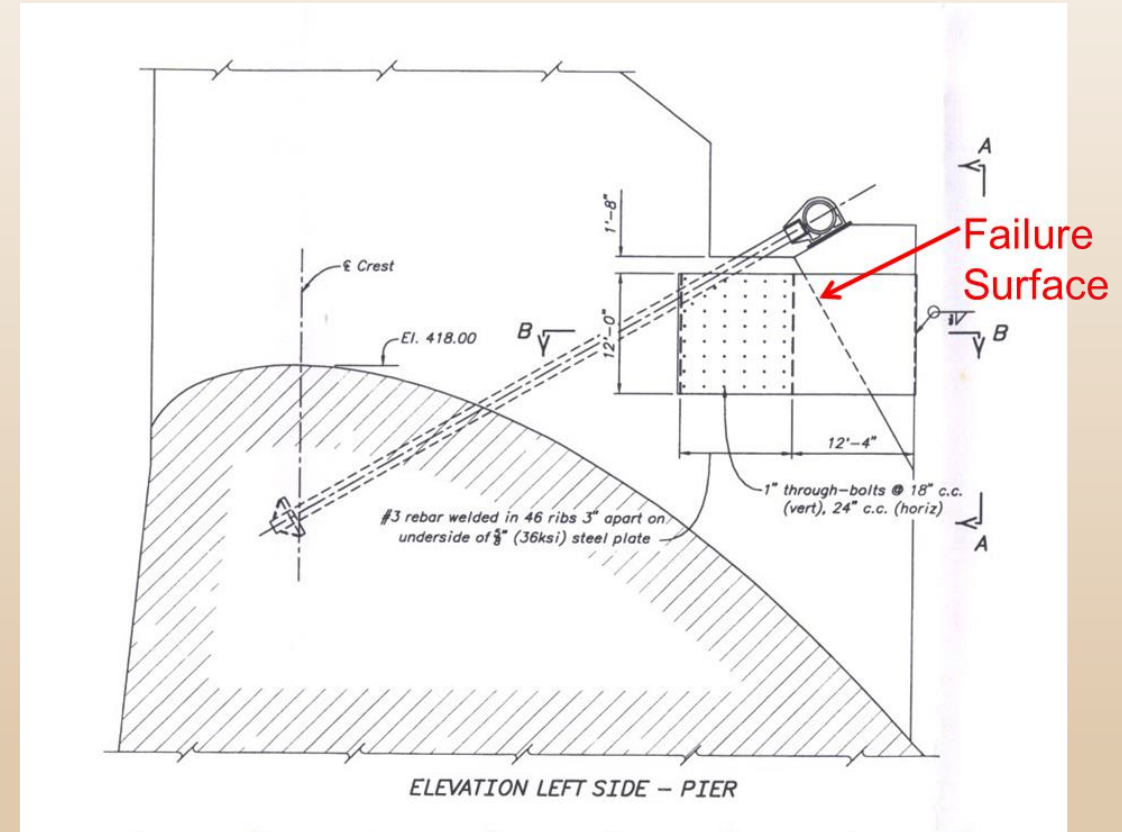 A
1'-8"
Failure
Surface
℄ Crest
El. 418.00
B
12'-0"
B
12'-4"
1" through-bolts @ 18" c.c.
(vert), 24" c.c. (horiz)
#3 rebar welded in 46 ribs 3" apart on
underside of 5/8" (36ksi) steel plate
A
ELEVATION LEFT SIDE - PIER